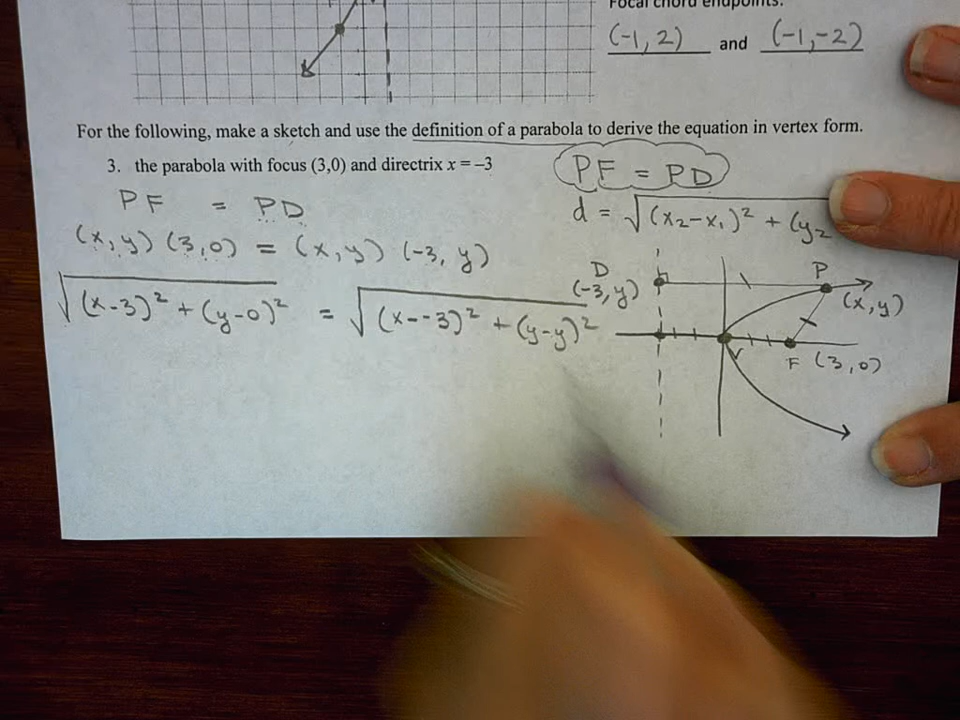 Focal chord endpoints:
(-1, 2) and (-1, -2)
For the following, make a sketch and use the definition of a parabola to derive the equation in vertex form.
3. the parabola with focus (3,0) and directrix x = –3
PF = PD
PF = PD
d = √(x₂-x₁)² + (y₂
(x, y) (3, 0) = (x, y) (-3, y)
√(x-3)² + (y-0)² = √(x--3)² + (y-y)²
D
(-3, y)
P
(x, y)
V
F (3, 0)